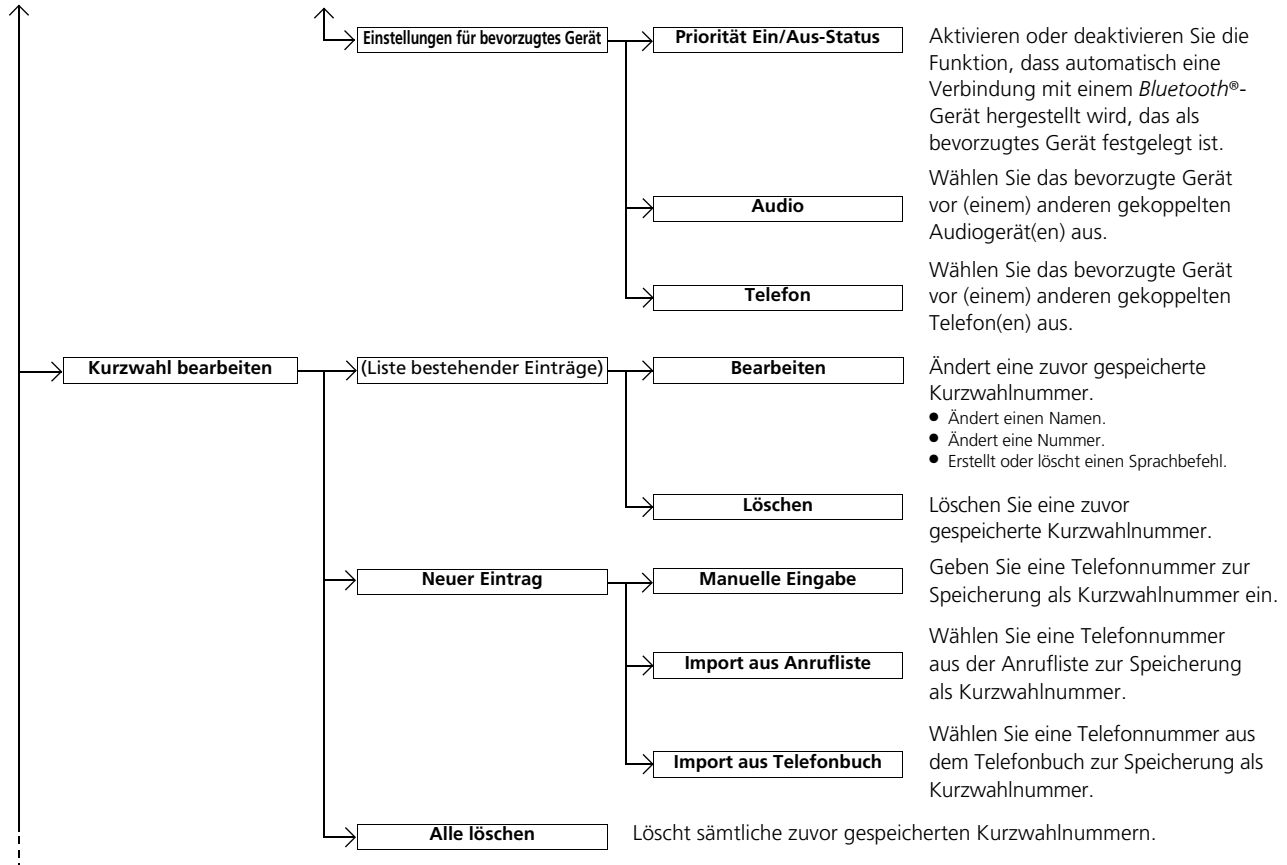 Einstellungen für bevorzugtes Gerät
Priorität Ein/Aus-Status
Aktivieren oder deaktivieren Sie die
Funktion, dass automatisch eine
Verbindung mit einem Bluetooth®-
Gerät hergestellt wird, das als
bevorzugtes Gerät festgelegt ist.
Audio
Wählen Sie das bevorzugte Gerät
vor (einem) anderen gekoppelten
Audiogerät(en) aus.
Telefon
Wählen Sie das bevorzugte Gerät
vor (einem) anderen gekoppelten
Telefon(en) aus.
Kurzwahl bearbeiten
(Liste bestehender Einträge)
Bearbeiten
Ändert eine zuvor gespeicherte
Kurzwahlnummer.
● Ändert einen Namen.
● Ändert eine Nummer.
● Erstellt oder löscht einen Sprachbefehl.
Löschen
Löschen Sie eine zuvor
gespeicherte Kurzwahlnummer.
Neuer Eintrag
Manuelle Eingabe
Geben Sie eine Telefonnummer zur
Speicherung als Kurzwahlnummer ein.
Import aus Anrufliste
Wählen Sie eine Telefonnummer
aus der Anrufliste zur Speicherung
als Kurzwahlnummer.
Import aus Telefonbuch
Wählen Sie eine Telefonnummer aus
dem Telefonbuch zur Speicherung als
Kurzwahlnummer.
Alle löschen
Löscht sämtliche zuvor gespeicherten Kurzwahlnummern.